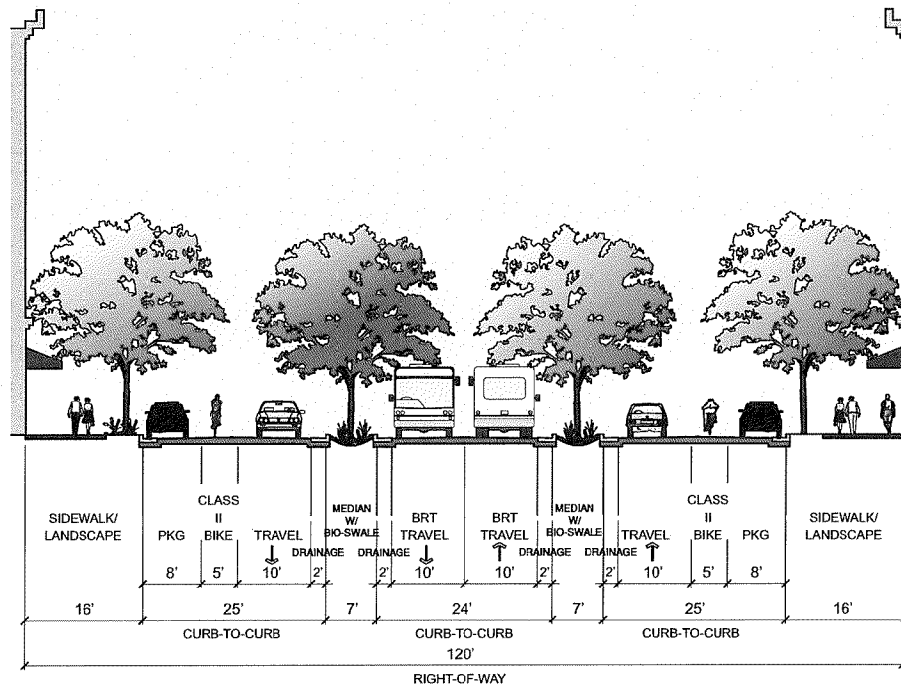 SIDEWALK/
LANDSCAPE
PKG
CLASS
II
BIKE
TRAVEL
DRAINAGE
MEDIAN
W/
BIO-SWALE
DRAINAGE
BRT
TRAVEL
BRT
TRAVEL
DRAINAGE
MEDIAN
W/
BIO-SWALE
DRAINAGE
TRAVEL
CLASS
II
BIKE
PKG
SIDEWALK/
LANDSCAPE
8' 5' 10' 2' 2' 10' 10' 2' 2' 10' 5' 8'
16' 25' 7' 24' 7' 25' 16'
CURB-TO-CURB CURB-TO-CURB CURB-TO-CURB
120'
RIGHT-OF-WAY